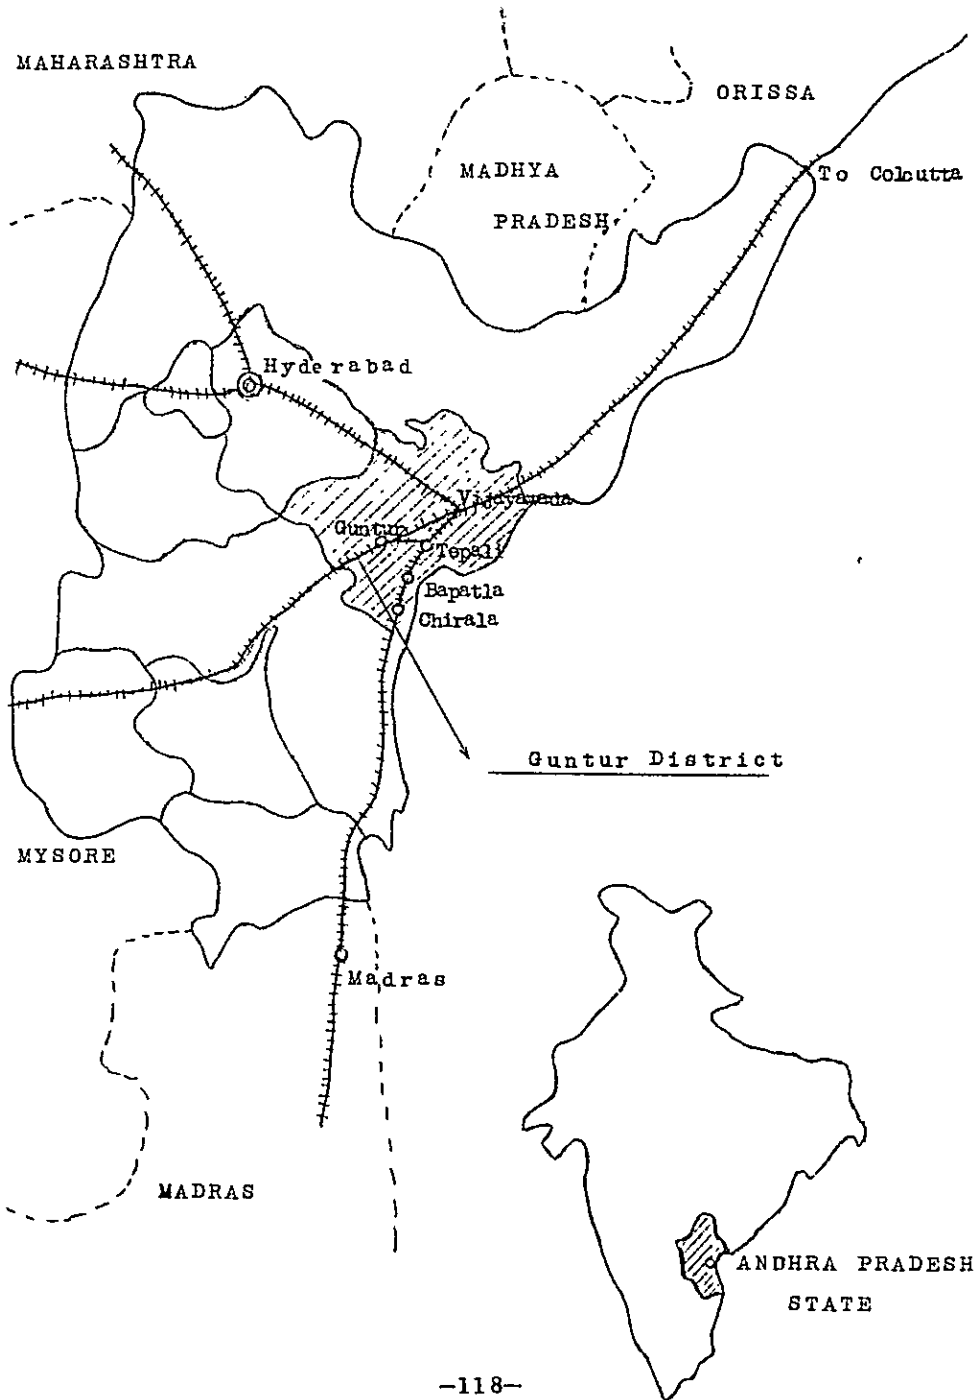 MAHARASHTRA
ORISSA
MADHYA
PRADESH
To Colcutta
Hyderabad
Vijayawada
Guntur
Tepali
Bapatla
Chirala
Guntur District
MYSORE
Madras
MADRAS
ANDHRA PRADESH
STATE
-118-